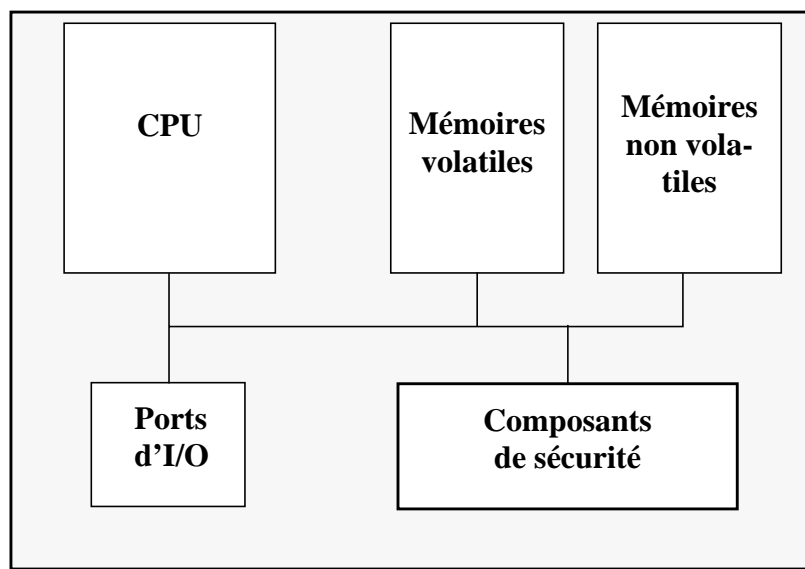 CPU
Mémoires
volatiles
Mémoires
non vola-
tiles
Ports
d’I/O
Composants
de sécurité